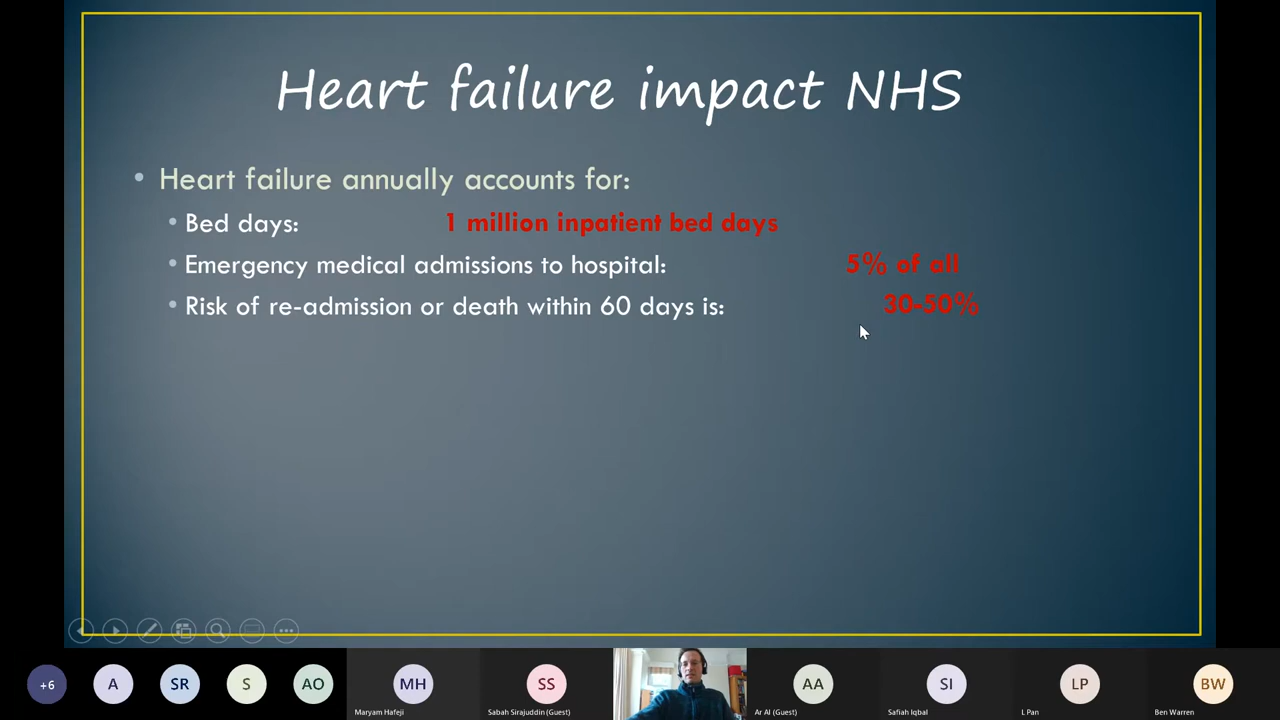 Heart failure impact NHS
• Heart failure annually accounts for:
• Bed days: 1 million inpatient bed days
• Emergency medical admissions to hospital: 5% of all
• Risk of re-admission or death within 60 days is: 30-50%
+6
A
SR
S
AO
MH
Maryam Hafeji
SS
Sabah Sirajuddin (Guest)
AA
Ar Al (Guest)
SI
Safiah Iqbal
LP
L Pan
BW
Ben Warren